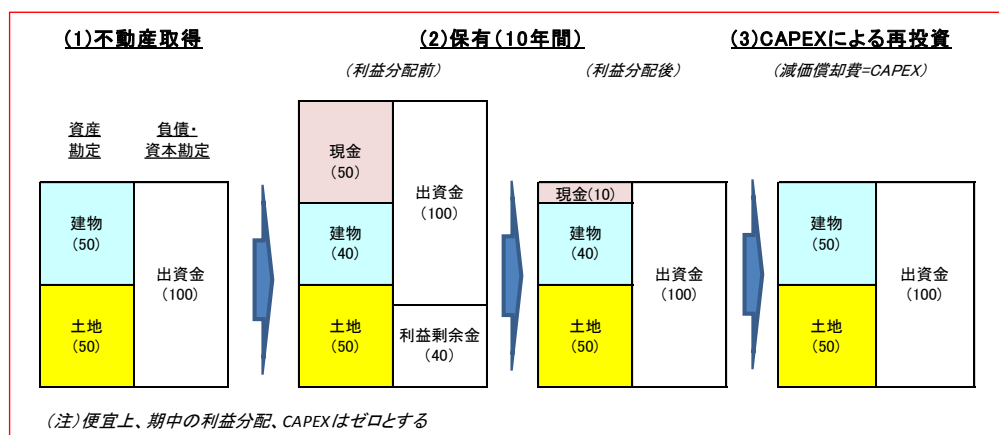 (1)不動産取得
(2)保有(10年間)
(3)CAPEXによる再投資
(利益分配前)
(利益分配後)
(減価償却費=CAPEX)
資産
勘定
負債・
資本勘定
建物
(50)
土地
(50)
出資金
(100)
現金
(50)
建物
(40)
土地
(50)
出資金
(100)
利益剰余金
(40)
現金(10)
建物
(40)
土地
(50)
出資金
(100)
建物
(50)
土地
(50)
出資金
(100)
(注)便宜上、期中の利益分配、CAPEXはゼロとする